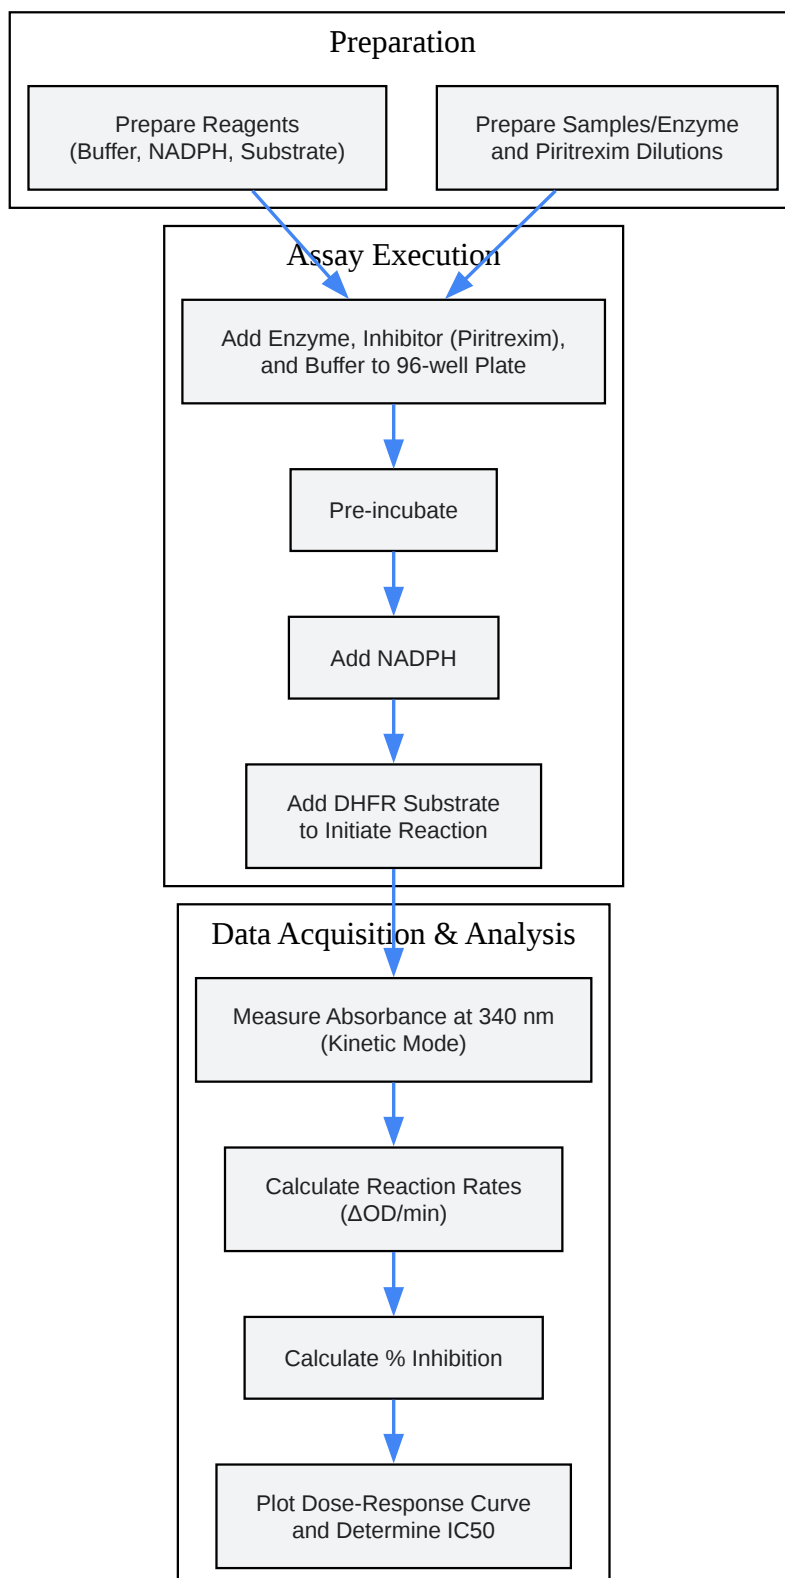 Preparation
Prepare Reagents
(Buffer, NADPH, Substrate)
Prepare Samples/Enzyme
and Piritrexim Dilutions
Assay Execution
Add Enzyme, Inhibitor (Piritrexim),
and Buffer to 96-well Plate
Pre-incubate
Add NADPH
Add DHFR Substrate
to Initiate Reaction
Data Acquisition & Analysis
Measure Absorbance at 340 nm
(Kinetic Mode)
Calculate Reaction Rates
(ΔOD/min)
Calculate % Inhibition
Plot Dose-Response Curve
and Determine IC50